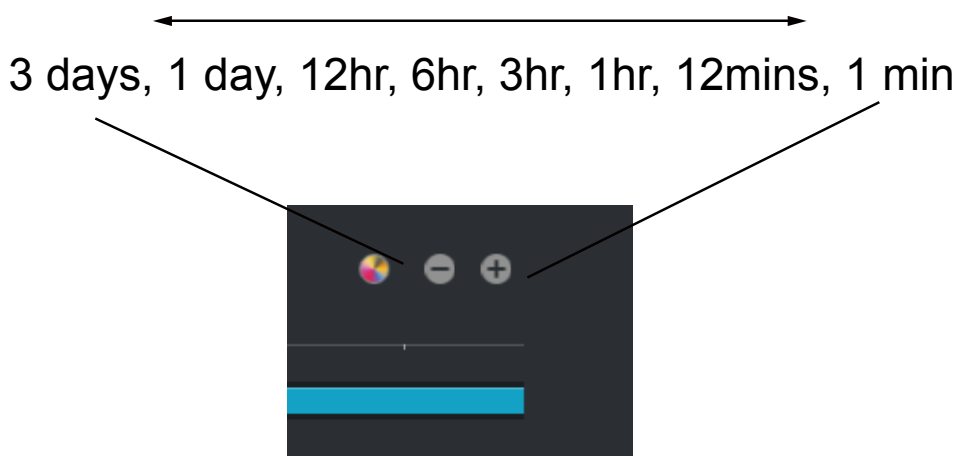 3 days, 1 day, 12hr, 6hr, 3hr, 1hr, 12mins, 1 min